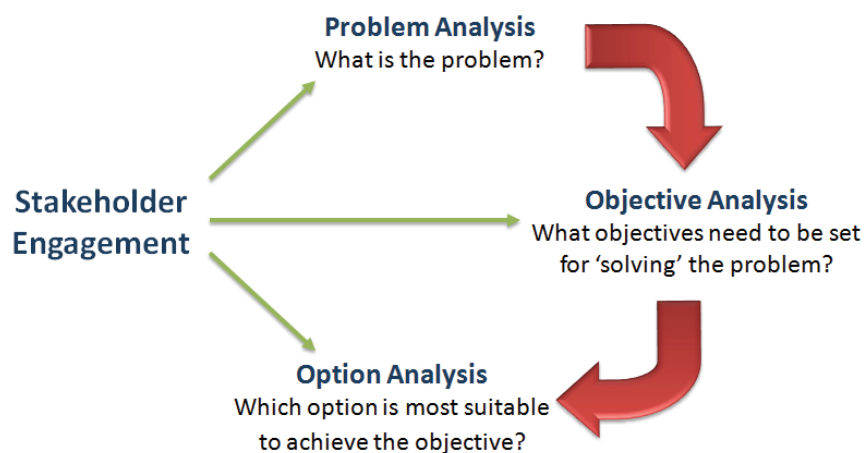 Problem Analysis
What is the problem?
Stakeholder
Engagement
Objective Analysis
What objectives need to be set
for ‘solving’ the problem?
Option Analysis
Which option is most suitable
to achieve the objective?